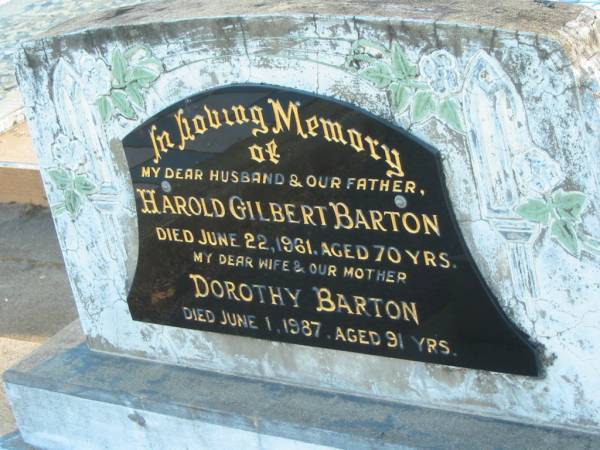 In Loving Memory
of
MY DEAR HUSBAND & OUR FATHER,
HAROLD GILBERT BARTON
DIED JUNE 22, 1961. AGED 70 YRS.
MY DEAR WIFE & OUR MOTHER
DOROTHY BARTON
DIED JUNE 1, 1987. AGED 91 YRS.